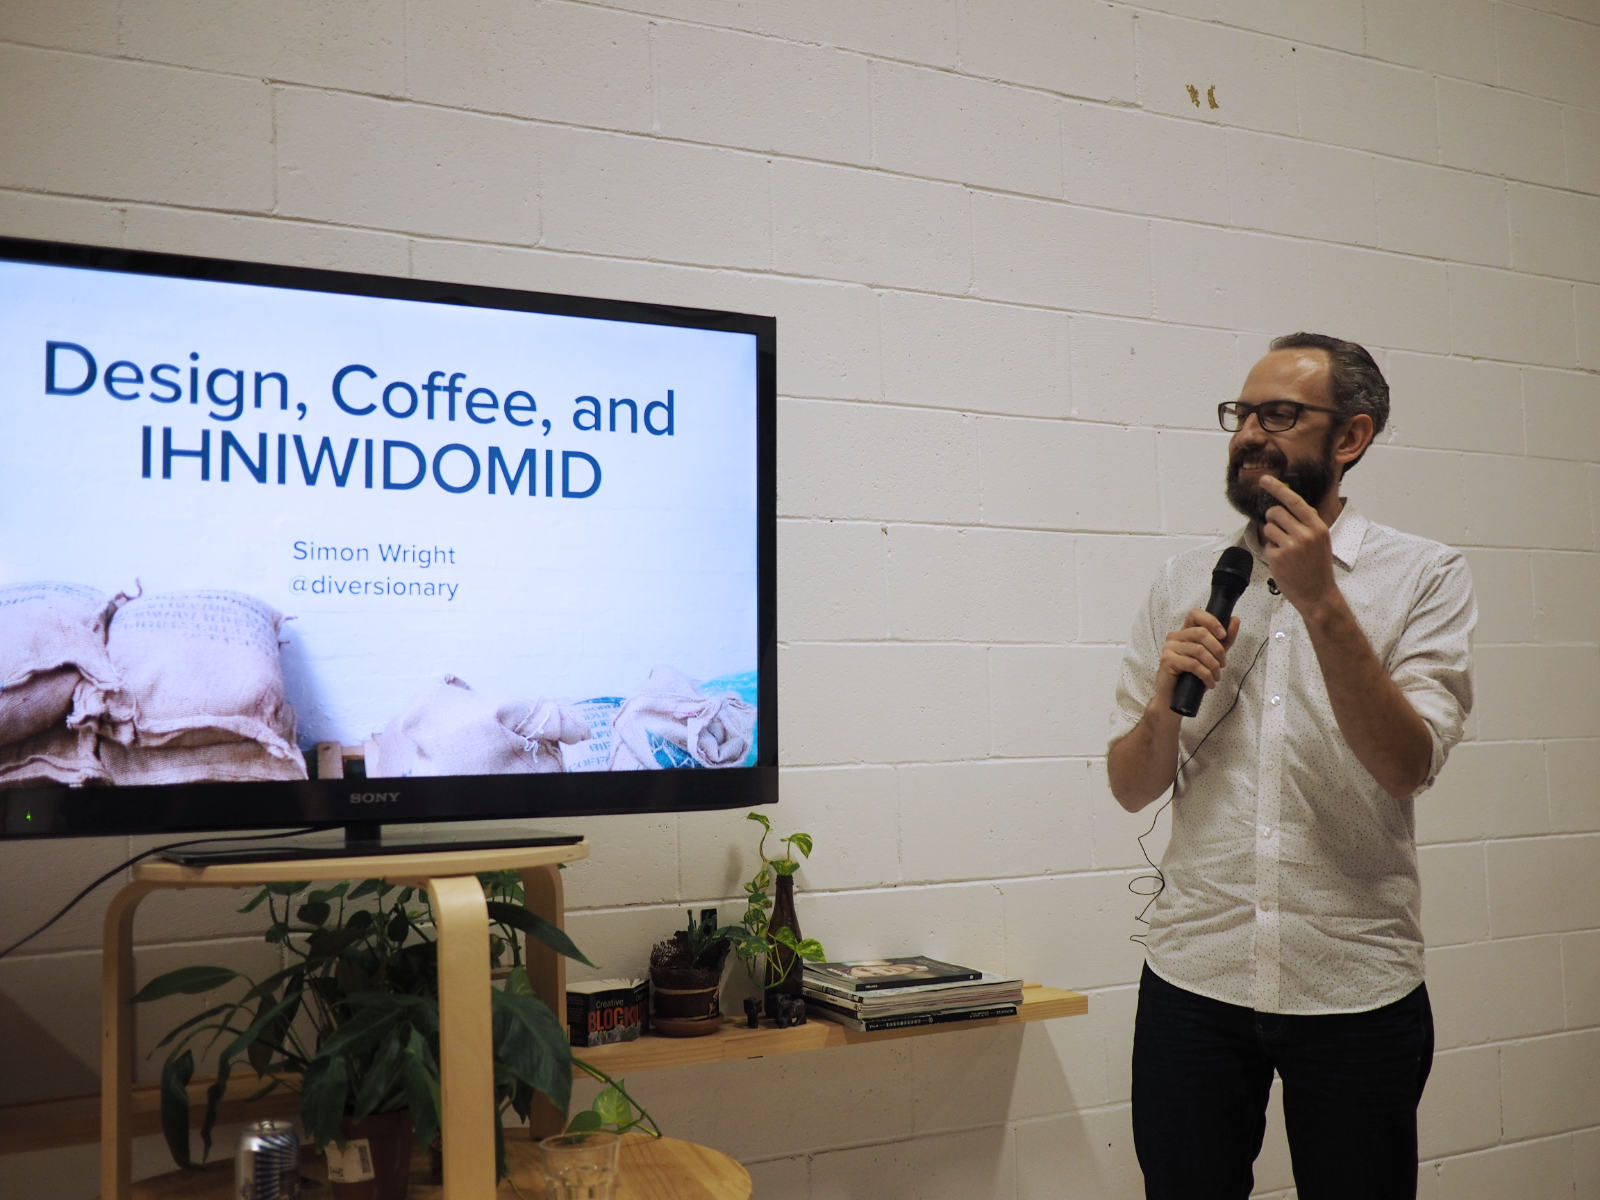 Design, Coffee, and
IHNIWIDOMID
Simon Wright
@diversionary
SONY
Creative
BLOCK